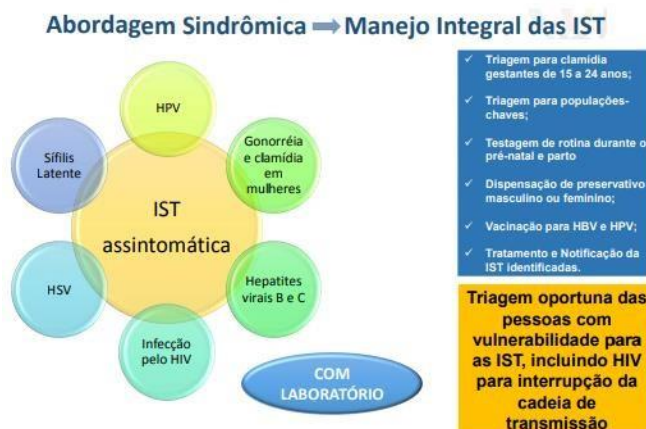 Abordagem Sindrômica Manejo Integral das IST
HPV
Gonorréia
e clamídia
em
mulheres
Sífilis
Latente
IST
assintomática
HSV
Hepatites
virais B e C
Infecção
pelo HIV
COM
LABORATÓRIO
✓ Triagem para clamídia
gestantes de 15 a 24 anos;
✓ Triagem para populações-
chaves;
✓ Testagem de rotina durante o
pré-natal e parto
✓ Dispensação de preservativo
masculino ou feminino;
✓ Vacinação para HBV e HPV;
✓ Tratamento e Notificação da
IST identificadas.
Triagem oportuna das
pessoas com
vulnerabilidade para
as IST, incluindo HIV
para interrupção da
cadeia de
transmissão